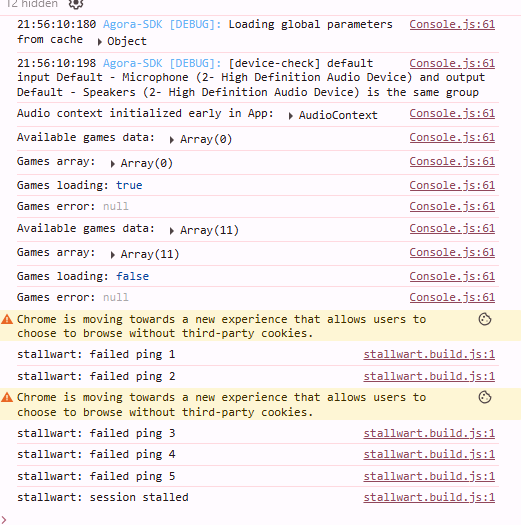 12 hidden
21:56:10:180 Agora-SDK [DEBUG]: Loading global parameters Console.js:61
from cache ▶ Object
21:56:10:198 Agora-SDK [DEBUG]: [device-check] default Console.js:61
input Default - Microphone (2- High Definition Audio Device) and output
Default - Speakers (2- High Definition Audio Device) is the same group
Audio context initialized early in App: ▶ AudioContext Console.js:61
Available games data: ▶ Array(0) Console.js:61
Games array: ▶ Array(0) Console.js:61
Games loading: true Console.js:61
Games error: null Console.js:61
Available games data: ▶ Array(11) Console.js:61
Games array: ▶ Array(11) Console.js:61
Games loading: false Console.js:61
Games error: null Console.js:61
Chrome is moving towards a new experience that allows users to
choose to browse without third-party cookies.
stallwart: failed ping 1 stallwart.build.js:1
stallwart: failed ping 2 stallwart.build.js:1
Chrome is moving towards a new experience that allows users to
choose to browse without third-party cookies.
stallwart: failed ping 3 stallwart.build.js:1
stallwart: failed ping 4 stallwart.build.js:1
stallwart: failed ping 5 stallwart.build.js:1
stallwart: session stalled stallwart.build.js:1